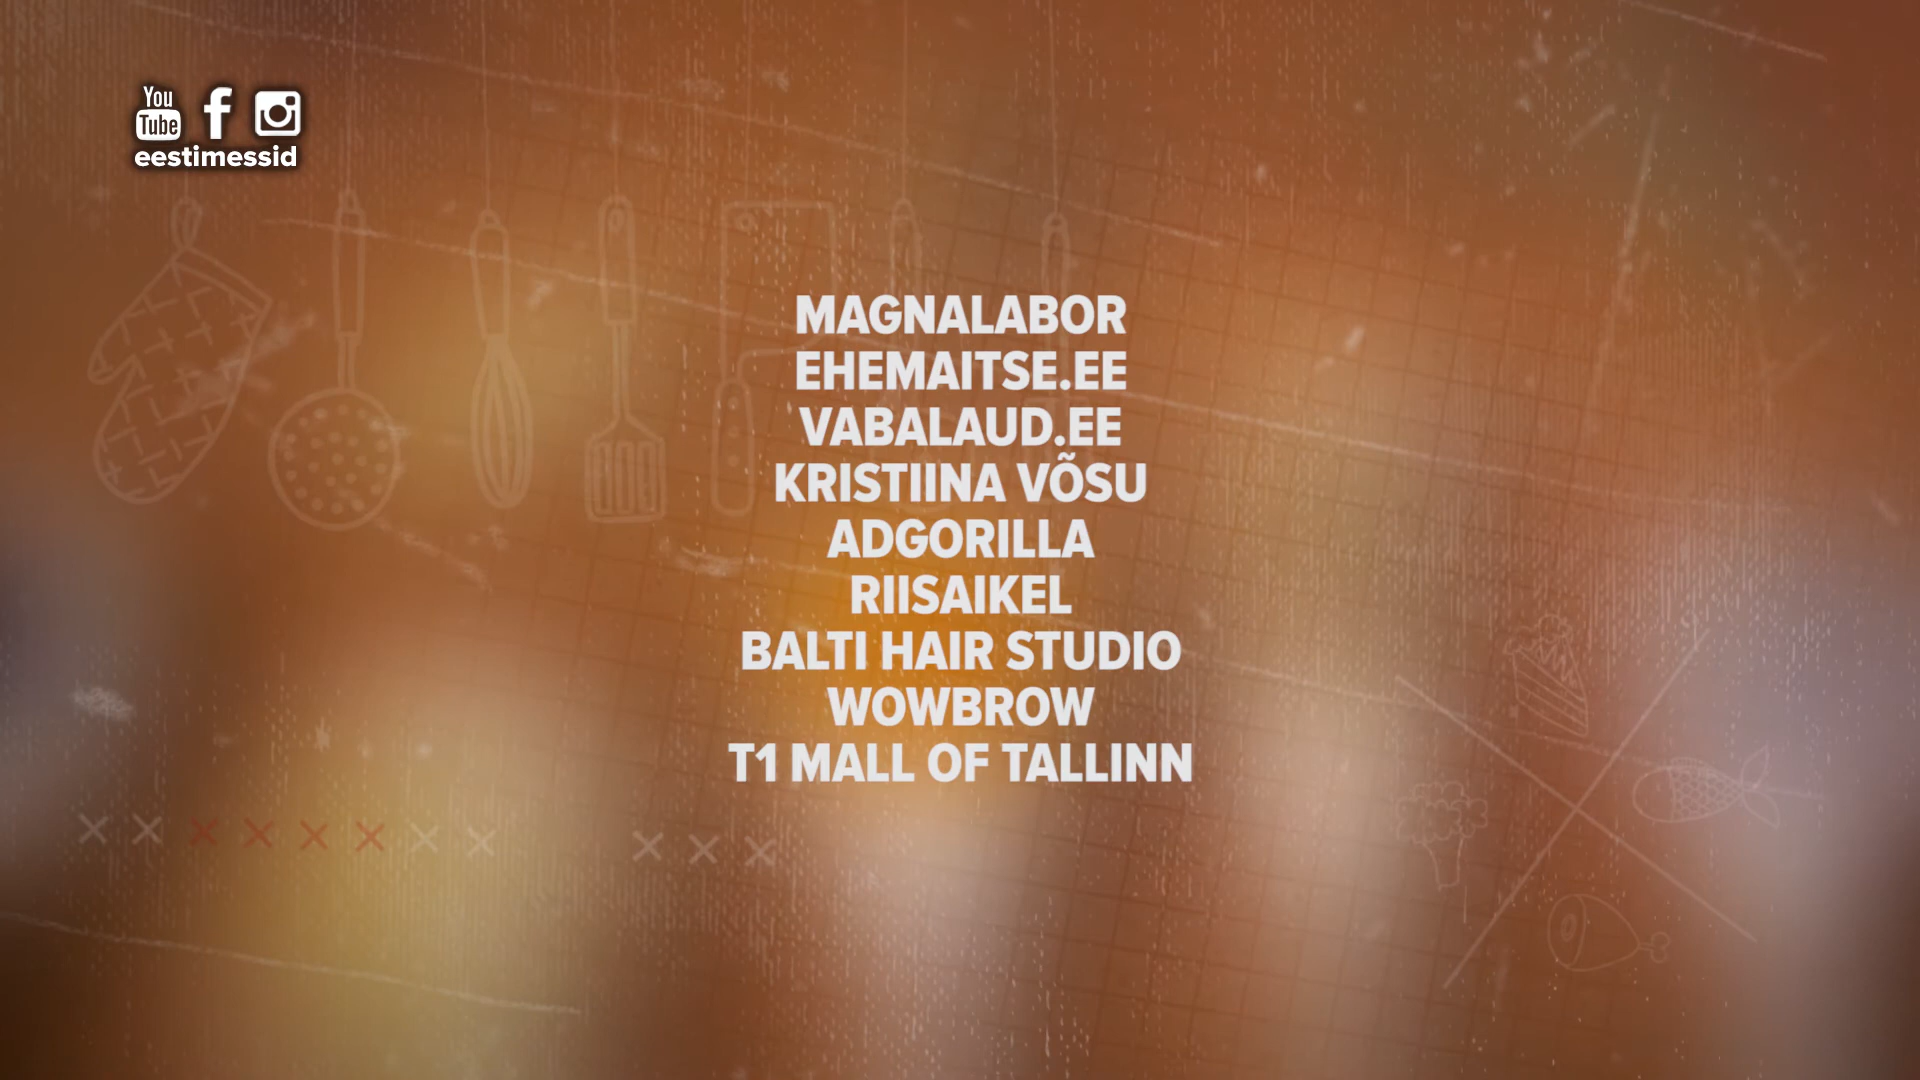 You
Tube
eestimessid
MAGNALABOR
EHEMAITSE.EE
VABALAUD.EE
KRISTIINA VÕSU
ADGORILLA
RIISAIKEL
BALTI HAIR STUDIO
WOWBROW
T1 MALL OF TALLINN